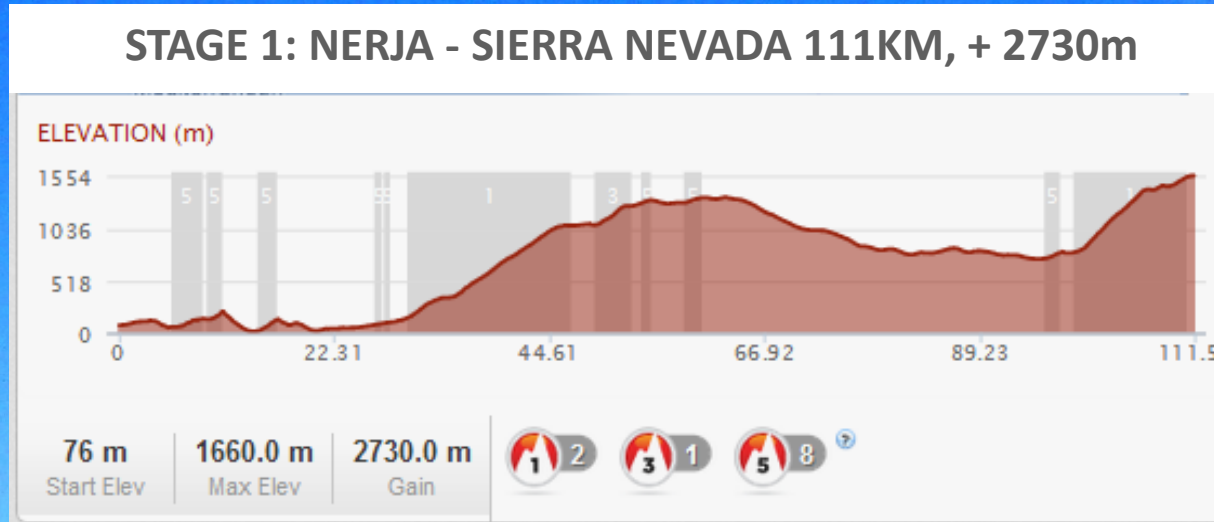 STAGE 1: NERJA - SIERRA NEVADA 111KM, + 2730m
ELEVATION (m)
1554
1036
518
0
5 5 5 5 5 1 3 5 5 5 1
0 22.31 44.61 66.92 89.23 111.5
76 m 1660.0 m 2730.0 m
Start Elev Max Elev Gain
1 2 3 1 5 8 ?